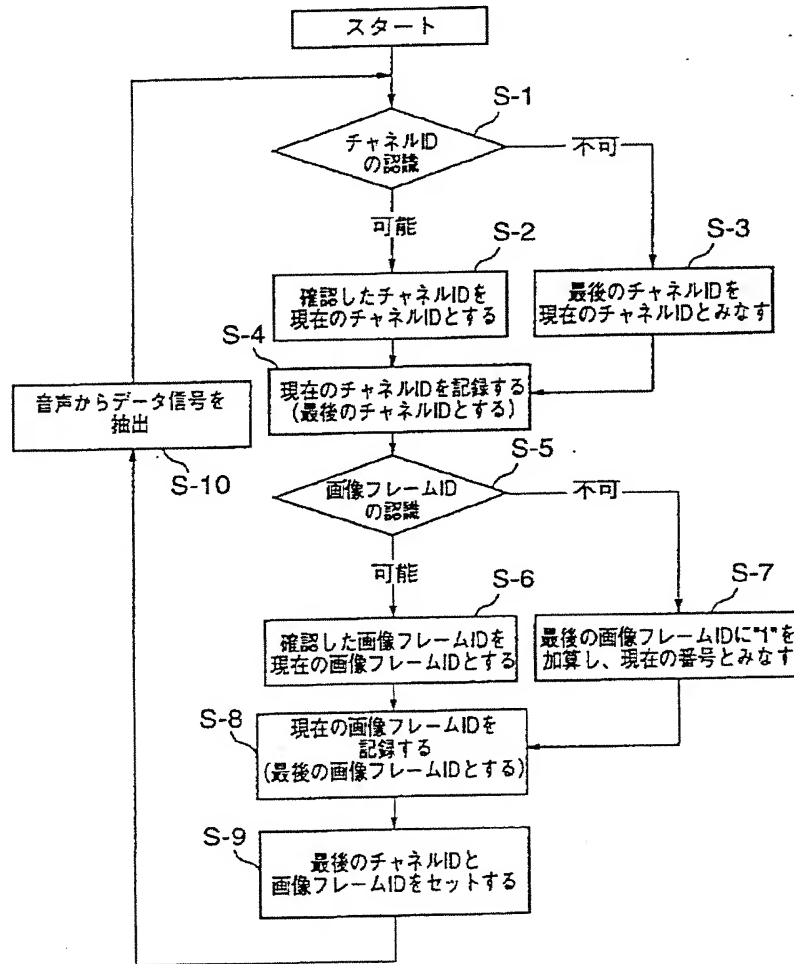 スタート
S-1
チャネルID
の認識
不可
可能
S-2
確認したチャネルIDを
現在のチャネルIDとする
S-3
最後のチャネルIDを
現在のチャネルIDとみなす
S-4
現在のチャネルIDを記録する
(最後のチャネルIDとする)
音声からデータ信号を
抽出
S-10
S-5
画像フレームID
の認識
不可
可能
S-6
確認した画像フレームIDを
現在の画像フレームIDとする
S-7
最後の画像フレームIDに"1"を
加算し、現在の番号とみなす
S-8
現在の画像フレームIDを
記録する
(最後の画像フレームIDとする)
S-9
最後のチャネルIDと
画像フレームIDをセットする